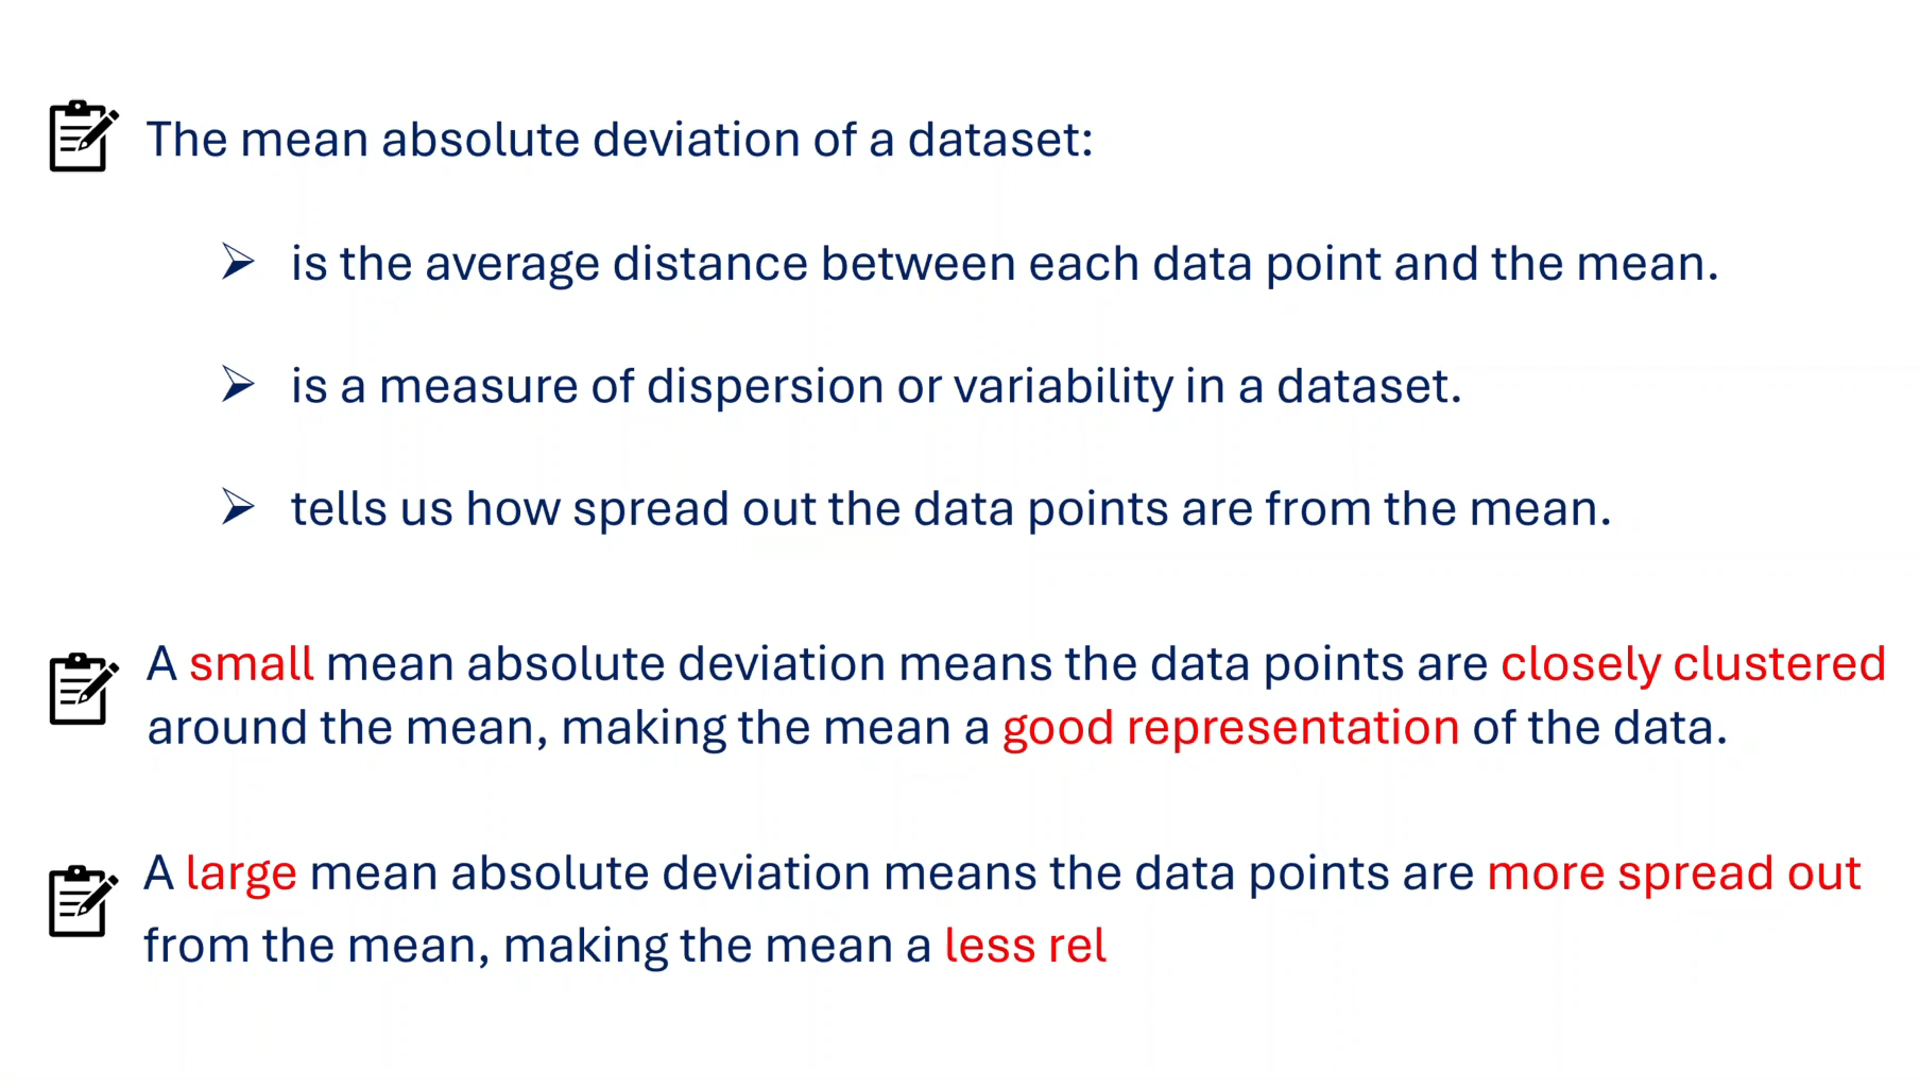 The mean absolute deviation of a dataset:
is the average distance between each data point and the mean.
is a measure of dispersion or variability in a dataset.
tells us how spread out the data points are from the mean.
A small mean absolute deviation means the data points are closely clustered
around the mean, making the mean a good representation of the data.
A large mean absolute deviation means the data points are more spread out
from the mean, making the mean a less rel